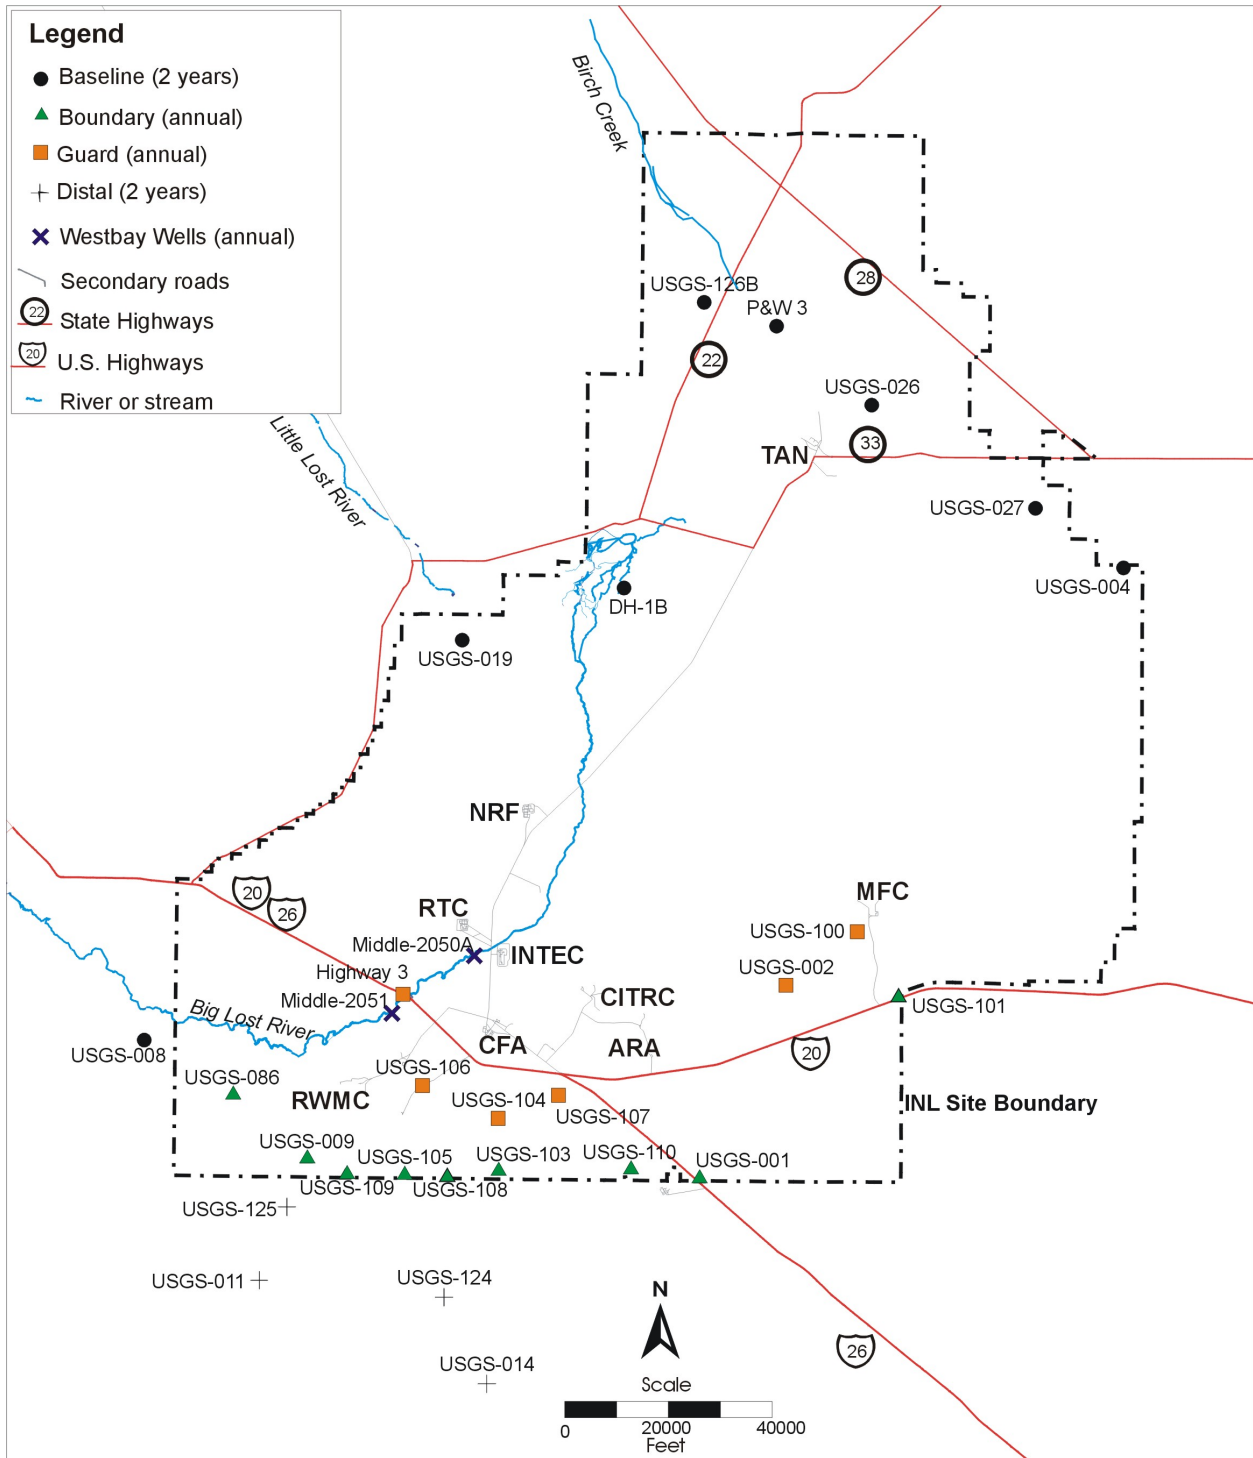 Legend
Baseline (2 years)
Boundary (annual)
Guard (annual)
Distal (2 years)
Westbay Wells (annual)
Secondary roads
22
State Highways
20
U.S. Highways
River or stream
Birch Creek
28
USGS-126B
P&W 3
22
USGS-026
33
TAN
Little Lost River
USGS-027
USGS-004
DH-1B
USGS-019
NRF
20
26
MFC
RTC
USGS-100
Middle-2050A
INTEC
USGS-002
Highway 3
CITRC
Middle-2051
USGS-101
Big Lost River
CFA
ARA
20
USGS-008
USGS-106
USGS-086
RWMC
USGS-104
INL Site Boundary
USGS-107
USGS-009
USGS-105
USGS-103
USGS-110
USGS-001
USGS-109
USGS-108
USGS-125
USGS-011
USGS-124
N
26
USGS-014
Scale
0 20000 40000
Feet